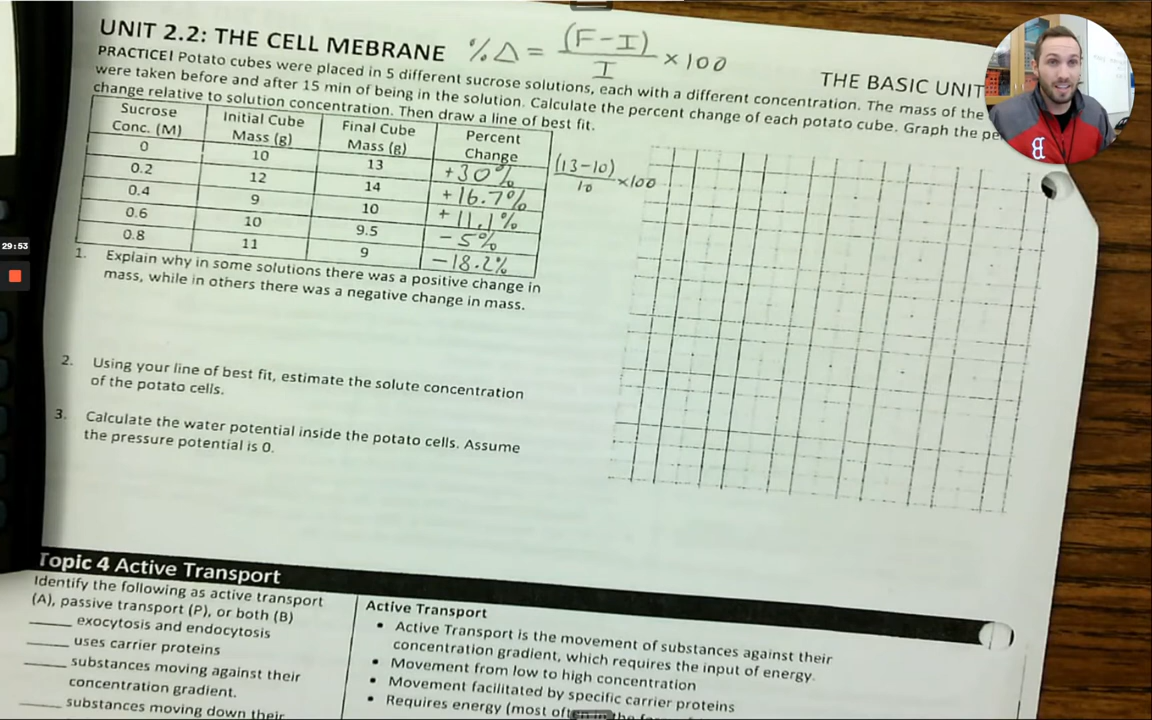 UNIT 2.2: THE CELL MEBRANE
%Δ = (F-I) / I ×100
THE BASIC UNIT
PRACTICE! Potato cubes were placed in 5 different sucrose solutions, each with a different concentration. The mass of the
were taken before and after 15 min of being in the solution. Calculate the percent change of each potato cube. Graph the pe
change relative to solution concentration. Then draw a line of best fit.
Sucrose Conc. (M) Initial Cube Mass (g) Final Cube Mass (g) Percent Change
0 10 13 +30%
(13-10) / 10 ×100
0.2 12 14 +16.7%
0.4 9 10 +11.1%
0.6 10 9.5 -5%
0.8 11 9 -18.2%
29:53
B
1. Explain why in some solutions there was a positive change in
mass, while in others there was a negative change in mass.
2. Using your line of best fit, estimate the solute concentration
of the potato cells.
3. Calculate the water potential inside the potato cells. Assume
the pressure potential is 0.
Topic 4 Active Transport
Identify the following as active transport
(A), passive transport (P), or both (B)
_____ exocytosis and endocytosis
_____ uses carrier proteins
_____ substances moving against their
concentration gradient.
_____ substances moving down their
Active Transport
• Active Transport is the movement of substances against their
concentration gradient, which requires the input of energy.
• Movement from low to high concentration
• Movement facilitated by specific carrier proteins
• Requires energy (most often in the